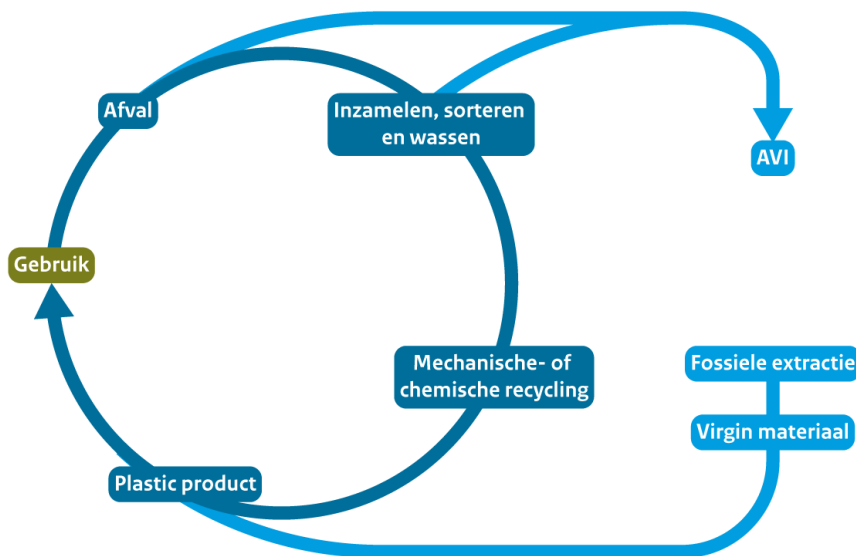 Afval
Inzamelen, sorteren
en wassen
AVI
Gebruik
Mechanische- of
chemische recycling
Fossiele extractie
Virgin materiaal
Plastic product